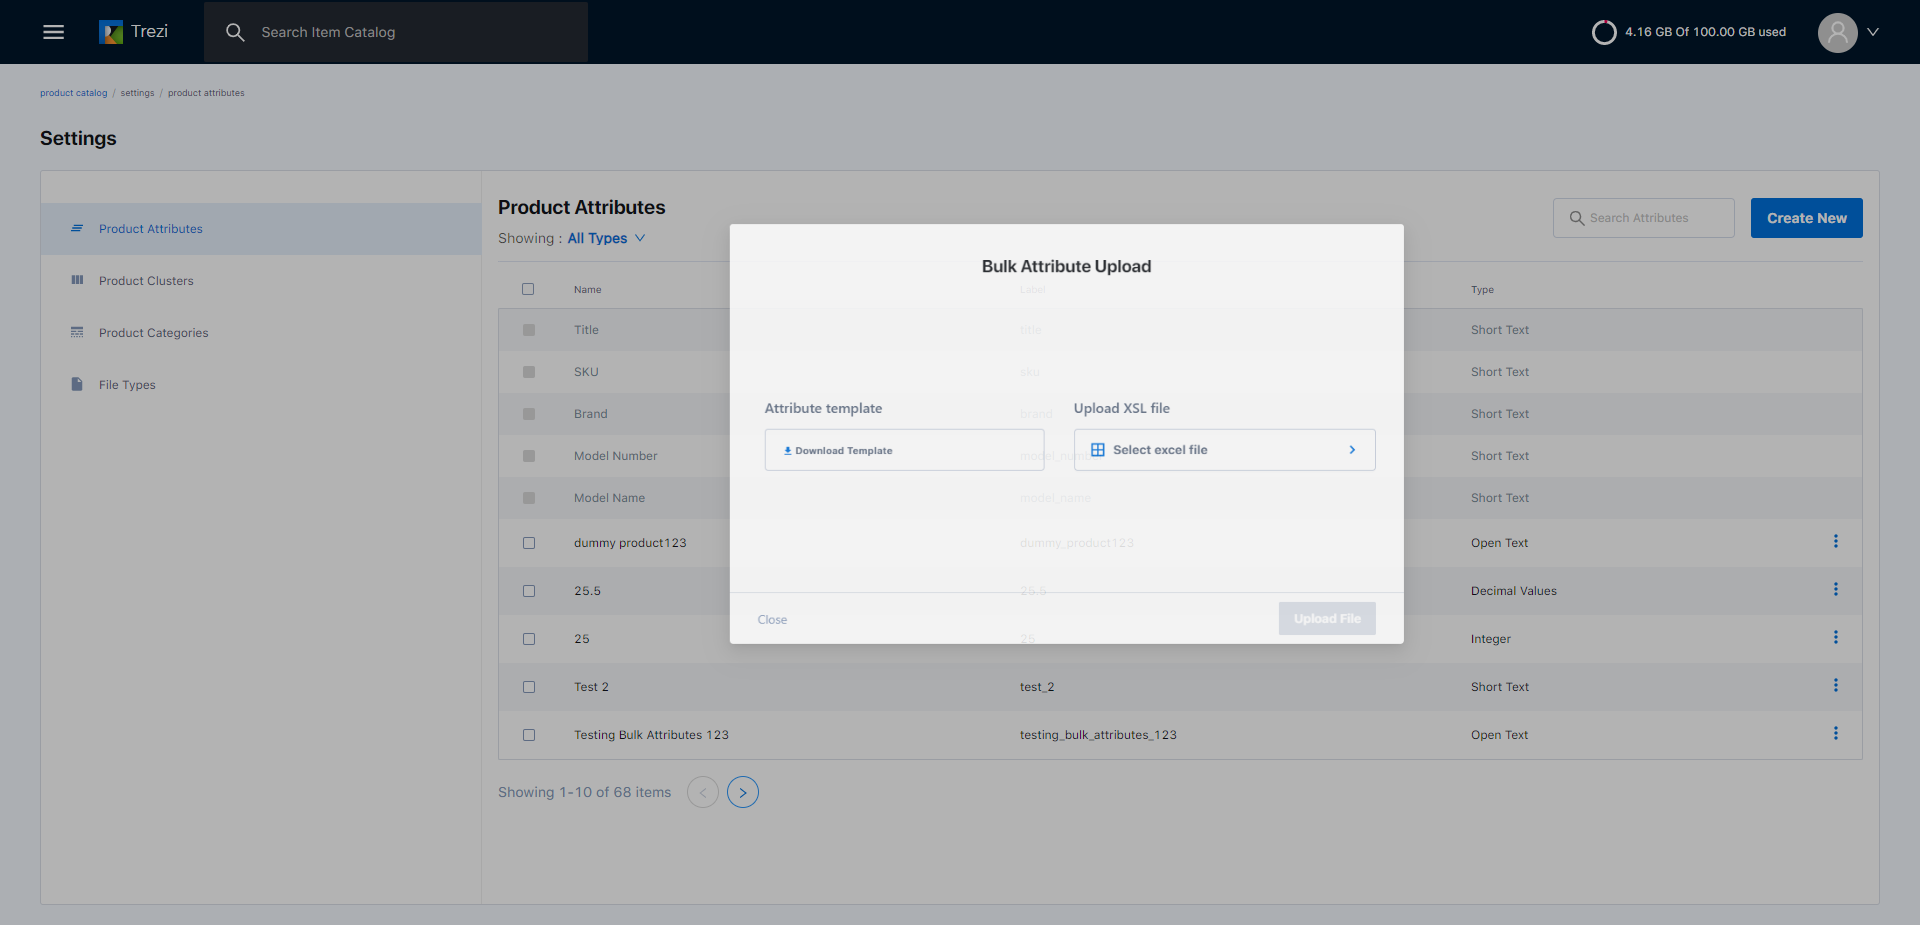 Trezi
Search Item Catalog
4.16 GB Of 100.00 GB used
product catalog / settings / product attributes
Settings
Product Attributes
Product Clusters
Product Categories
File Types
Product Attributes
Showing : All Types
Search Attributes
Create New
Name Label Type
Title title Short Text
SKU sku Short Text
Brand brand Short Text
Model Number model_number Short Text
Model Name model_name Short Text
dummy product123 dummy_product123 Open Text
25.5 25.5 Decimal Values
25 25 Integer
Test 2 test_2 Short Text
Testing Bulk Attributes 123 testing_bulk_attributes_123 Open Text
Showing 1-10 of 68 items
Bulk Attribute Upload
Attribute template
Download Template
Upload XSL file
Select excel file
Close
Upload File